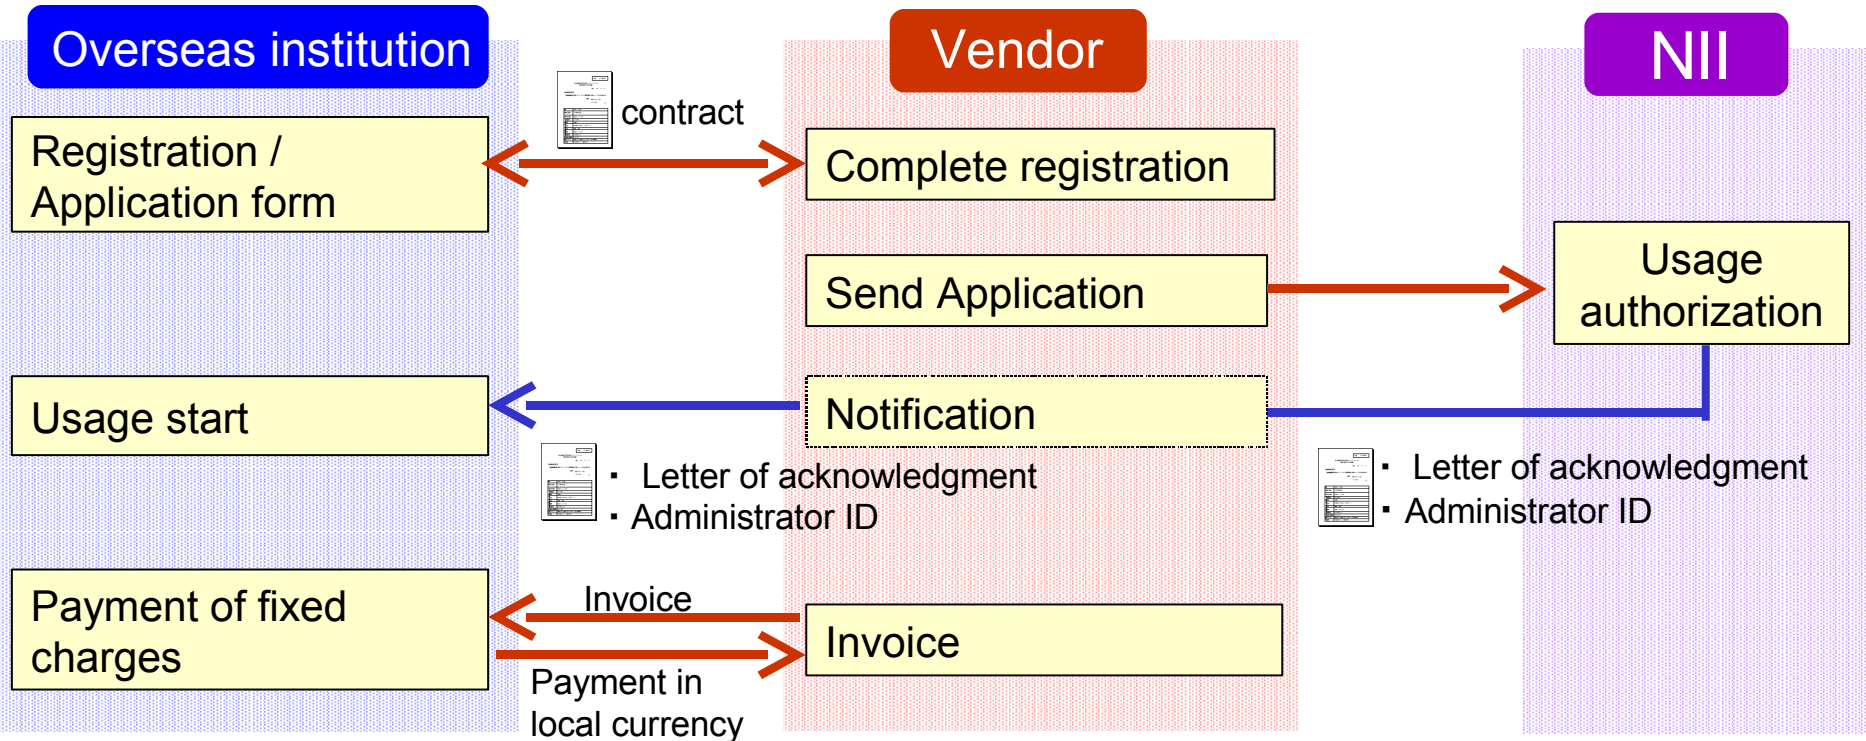 Overseas institution
Vendor
NII
contract
Registration /
Application form
Complete registration
Send Application
Usage
authorization
Usage start
Notification
・ Letter of acknowledgment
・Administrator ID
・ Letter of acknowledgment
・Administrator ID
Payment of fixed
charges
Invoice
Invoice
Payment in
local currency